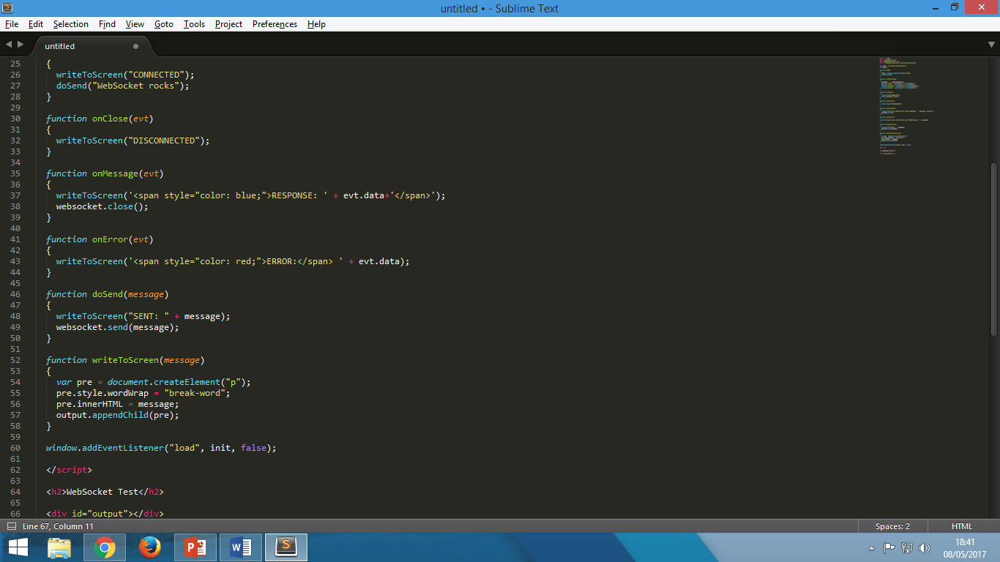 untitled • - Sublime Text
File Edit Selection Find View Goto Tools Project Preferences Help
untitled
25 {
26 writeToScreen("CONNECTED");
27 doSend("WebSocket rocks");
28 }
29
30 function onClose(evt)
31 {
32 writeToScreen("DISCONNECTED");
33 }
34
35 function onMessage(evt)
36 {
37 writeToScreen('<span style="color: blue;">RESPONSE: ' + evt.data+'</span>');
38 websocket.close();
39 }
40
41 function onError(evt)
42 {
43 writeToScreen('<span style="color: red;">ERROR:</span> ' + evt.data);
44 }
45
46 function doSend(message)
47 {
48 writeToScreen("SENT: " + message);
49 websocket.send(message);
50 }
51
52 function writeToScreen(message)
53 {
54 var pre = document.createElement("p");
55 pre.style.wordWrap = "break-word";
56 pre.innerHTML = message;
57 output.appendChild(pre);
58 }
59
60 window.addEventListener("load", init, false);
61
62 </script>
63
64 <h2>WebSocket Test</h2>
65
66 <div id="output"></div>
Line 67, Column 11 Spaces: 2 HTML
18:41
08/05/2017